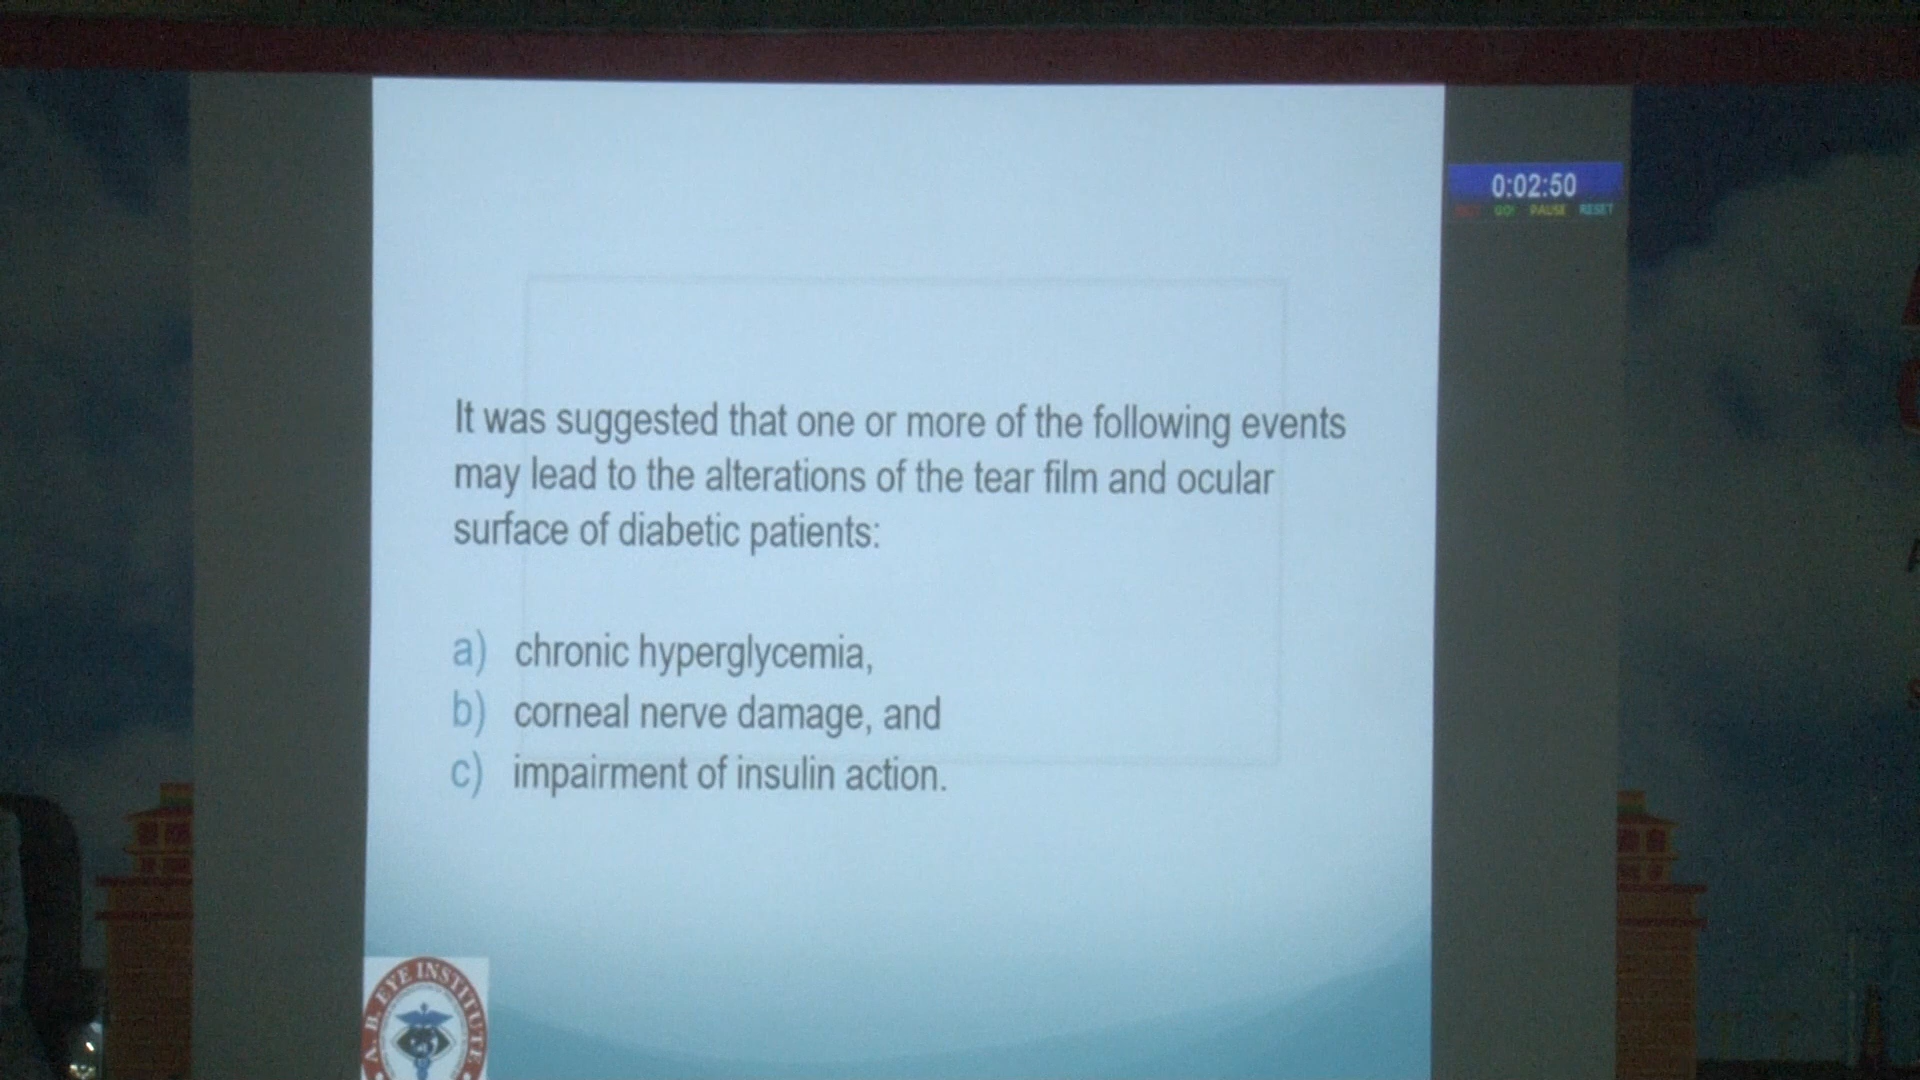 0:02:50
GO! PAUSE RESET
It was suggested that one or more of the following events
may lead to the alterations of the tear film and ocular
surface of diabetic patients:
a) chronic hyperglycemia,
b) corneal nerve damage, and
c) impairment of insulin action.
B. EYE INSTITUTE